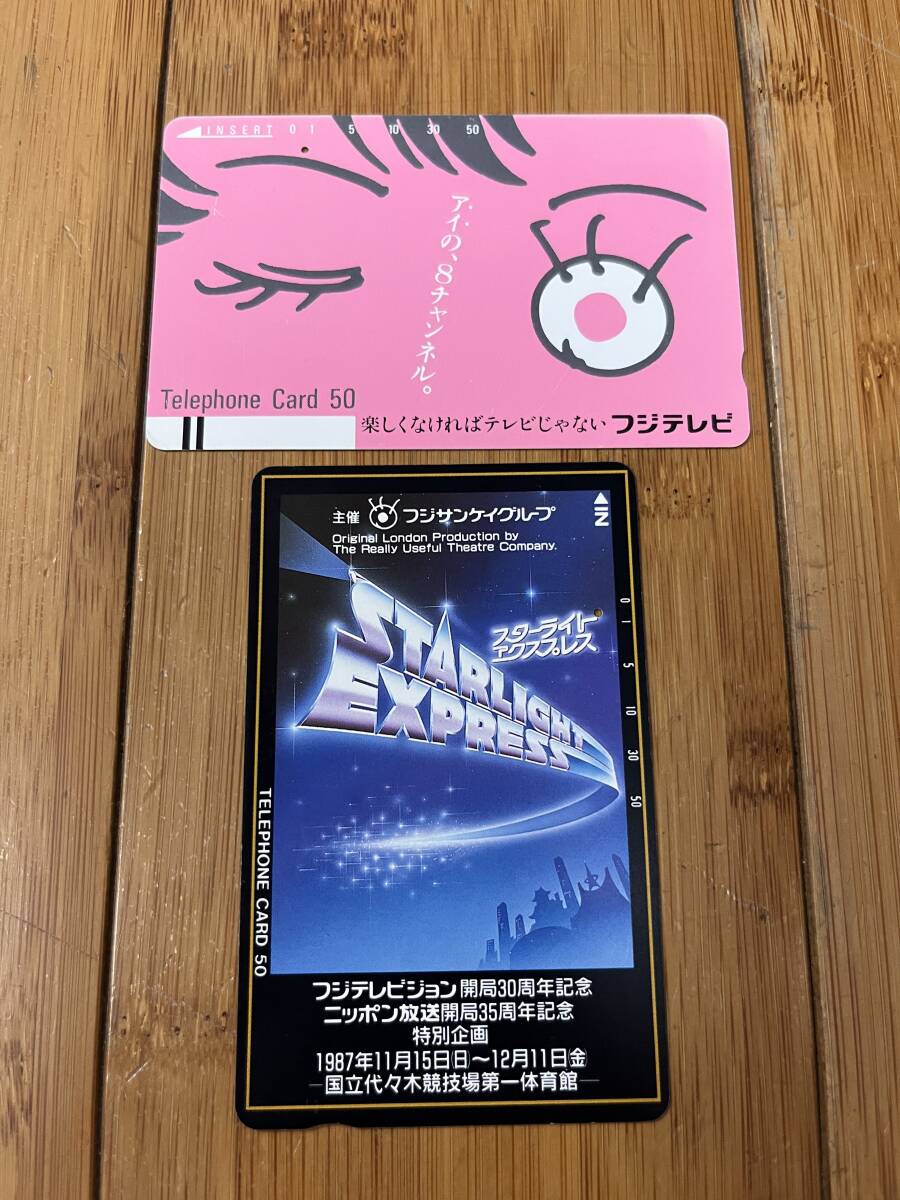 INSERT 0 1 5 10 30 50
アイの、8チャンネル。
Telephone Card 50
楽しくなければテレビじゃない フジテレビ
主催 フジサンケイグループ
Original London Production by
The Really Useful Theatre Company.
IN
STARLIGHT
EXPRESS
スターライト
エクスプレス
0 1 5 10 30 50
TELEPHONE CARD 50
フジテレビジョン開局30周年記念
ニッポン放送開局35周年記念
特別企画
1987年11月15日(日)〜12月11日(金)
国立代々木競技場第一体育館